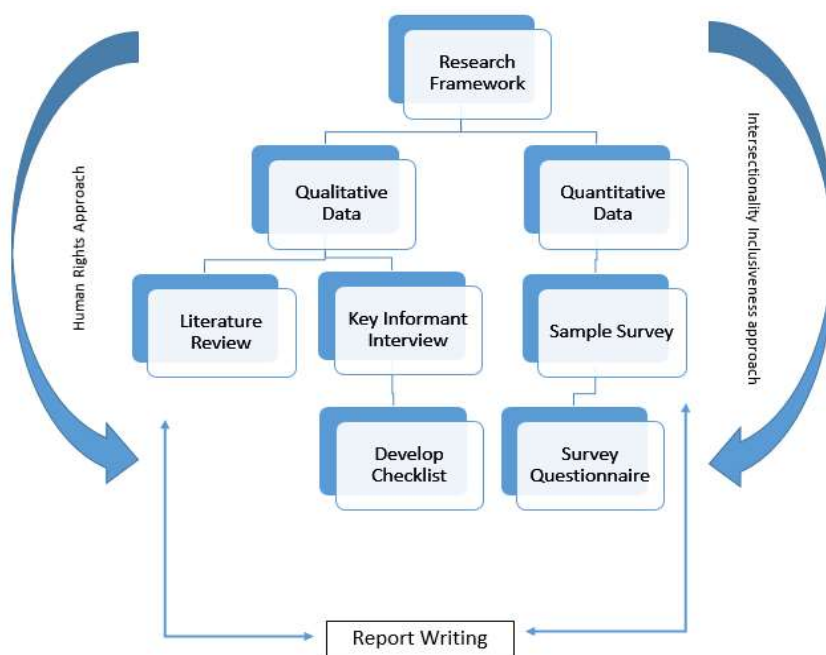 Research
Framework
Qualitative
Data
Quantitative
Data
Human Rights Approach
Intersectionality Inclusiveness approach
Literature
Review
Key Informant
Interview
Sample Survey
Develop
Checklist
Survey
Questionnaire
Report Writing